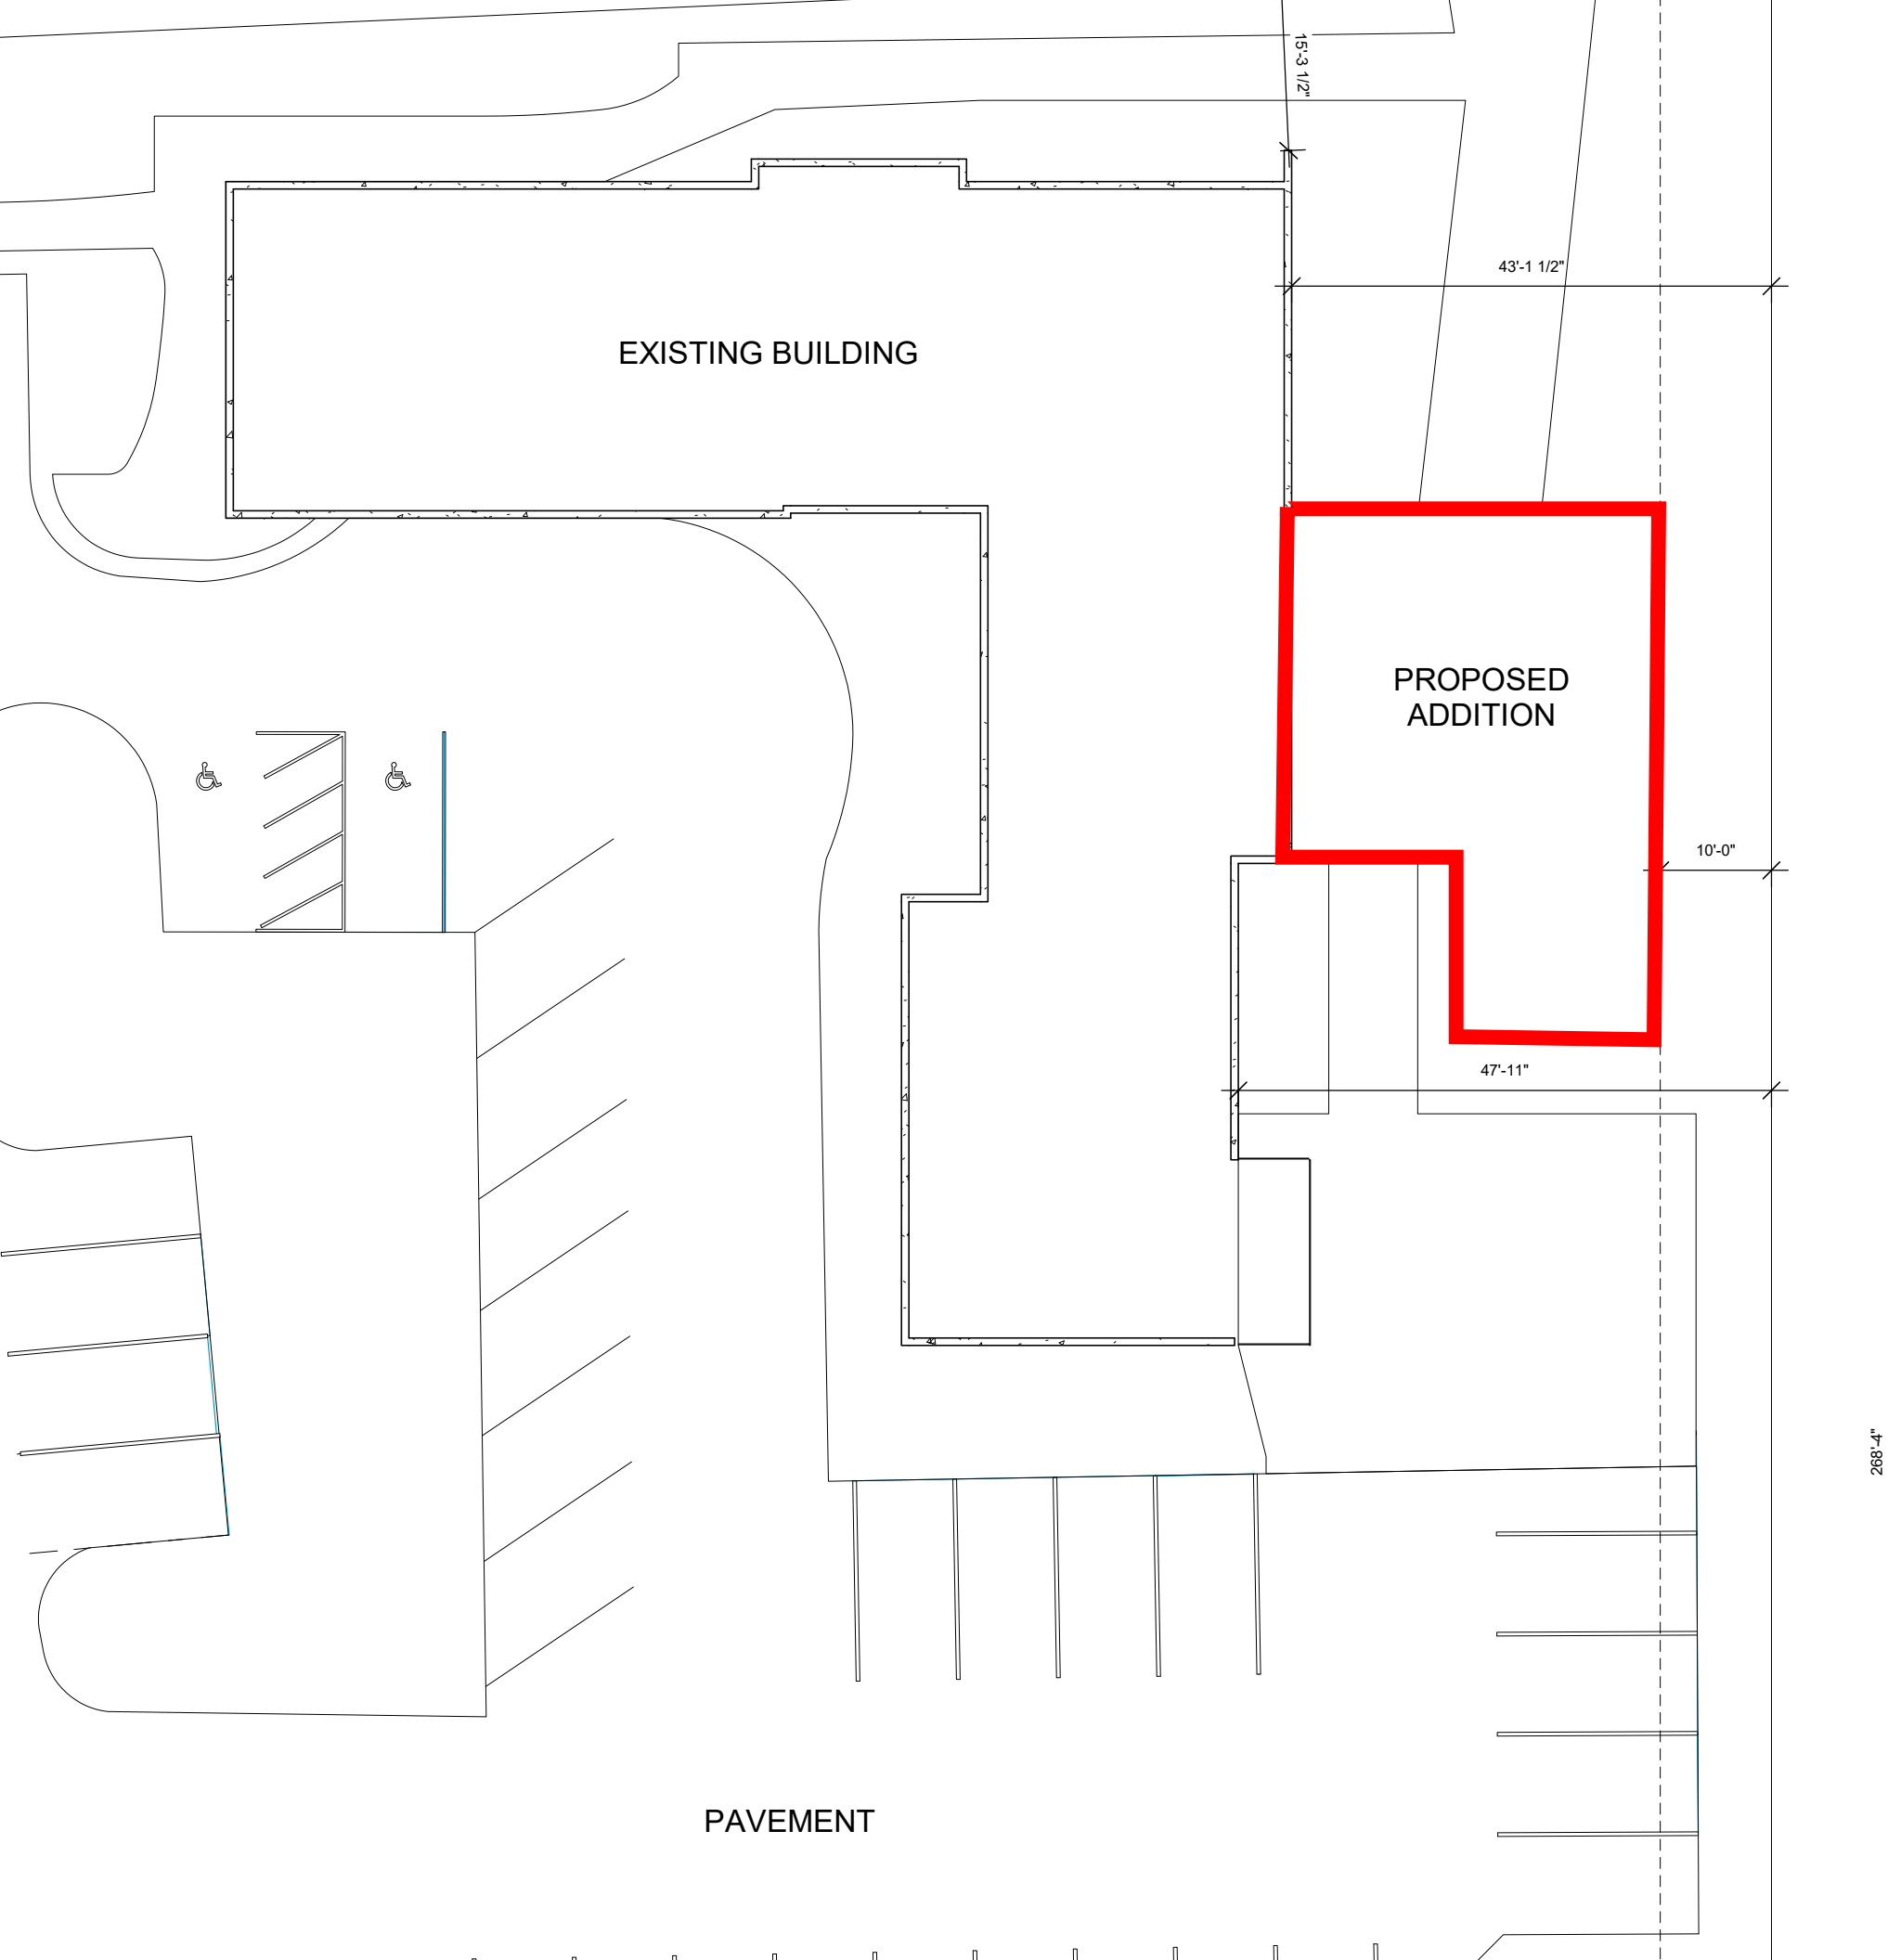 15'-3 1/2"
43'-1 1/2"
EXISTING BUILDING
PROPOSED
ADDITION
10'-0"
47'-11"
268'-4"
PAVEMENT